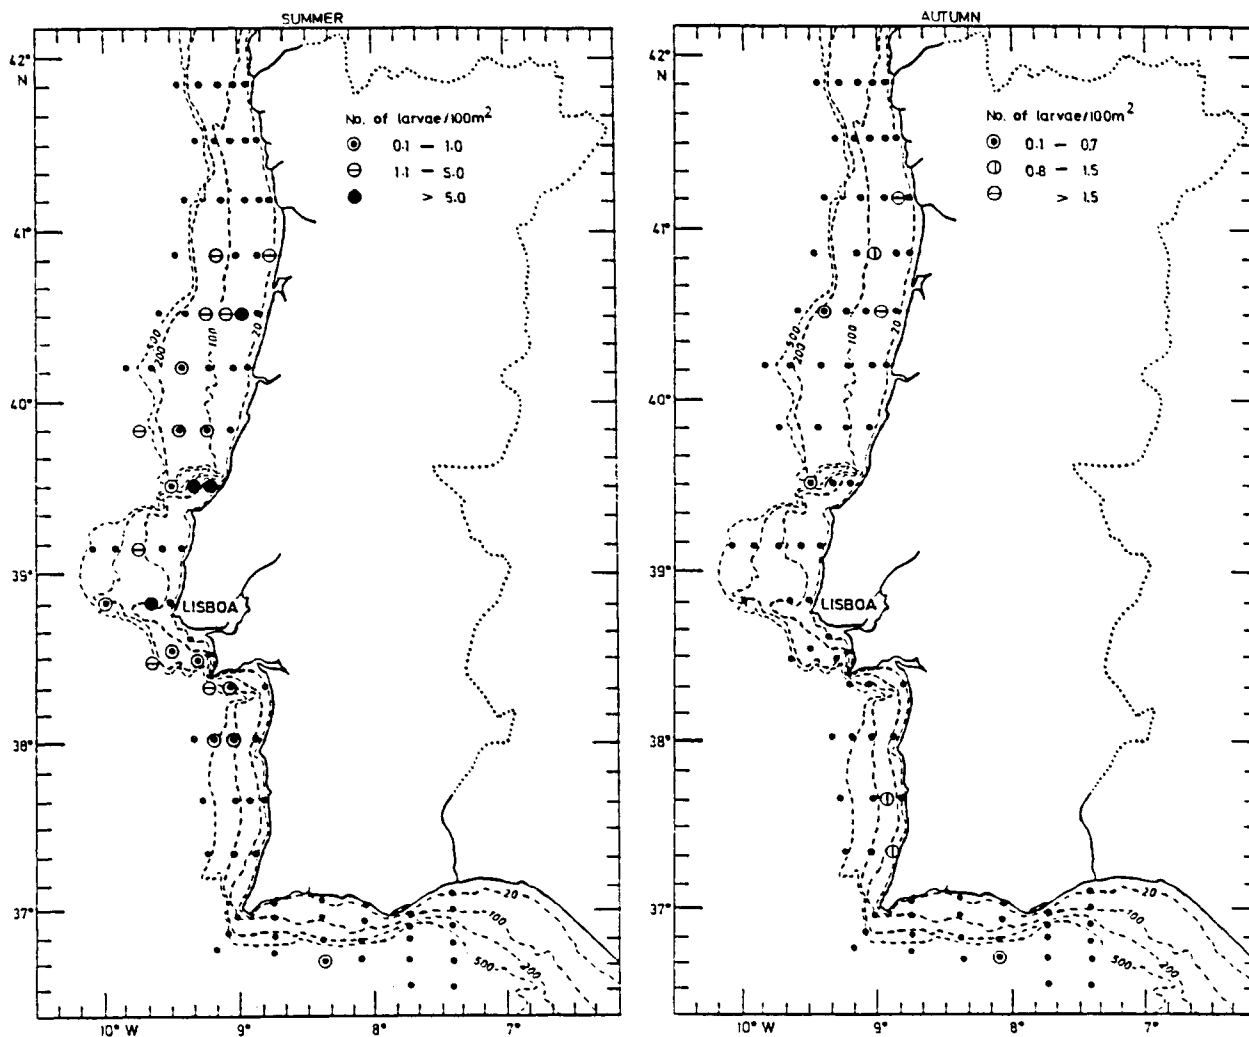 SUMMER
42°
N
No. of larvae/100m²
0.1 — 1.0
1.1 — 5.0
> 5.0
41°
500
200
100
20
40°
39°
LISBOA
38°
37°
20
100
200
500
10° W
9°
8°
7°
AUTUMN
42°
N
No. of larvae/100m²
0.1 — 0.7
0.8 — 1.5
> 1.5
41°
500
200
100
20
40°
39°
LISBOA
38°
37°
20
100
200
500
10° W
9°
8°
7°